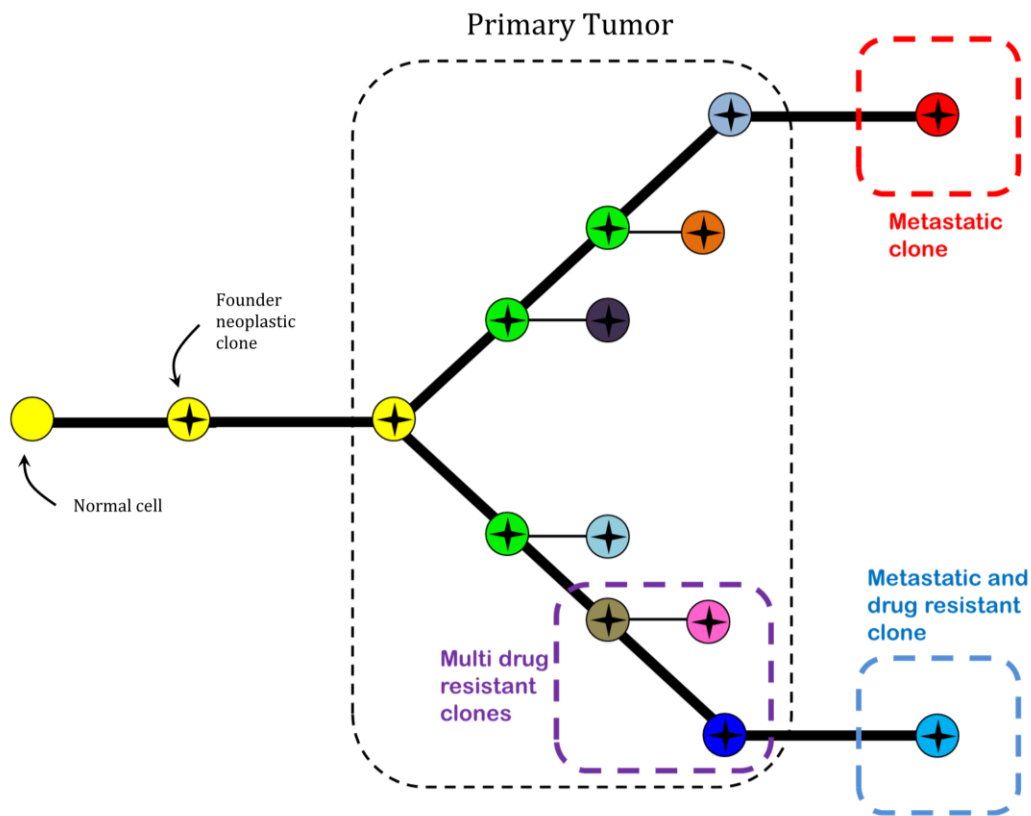 Primary Tumor
Metastatic
clone
Founder
neoplastic
clone
Normal cell
Metastatic and
drug resistant
clone
Multi drug
resistant
clones